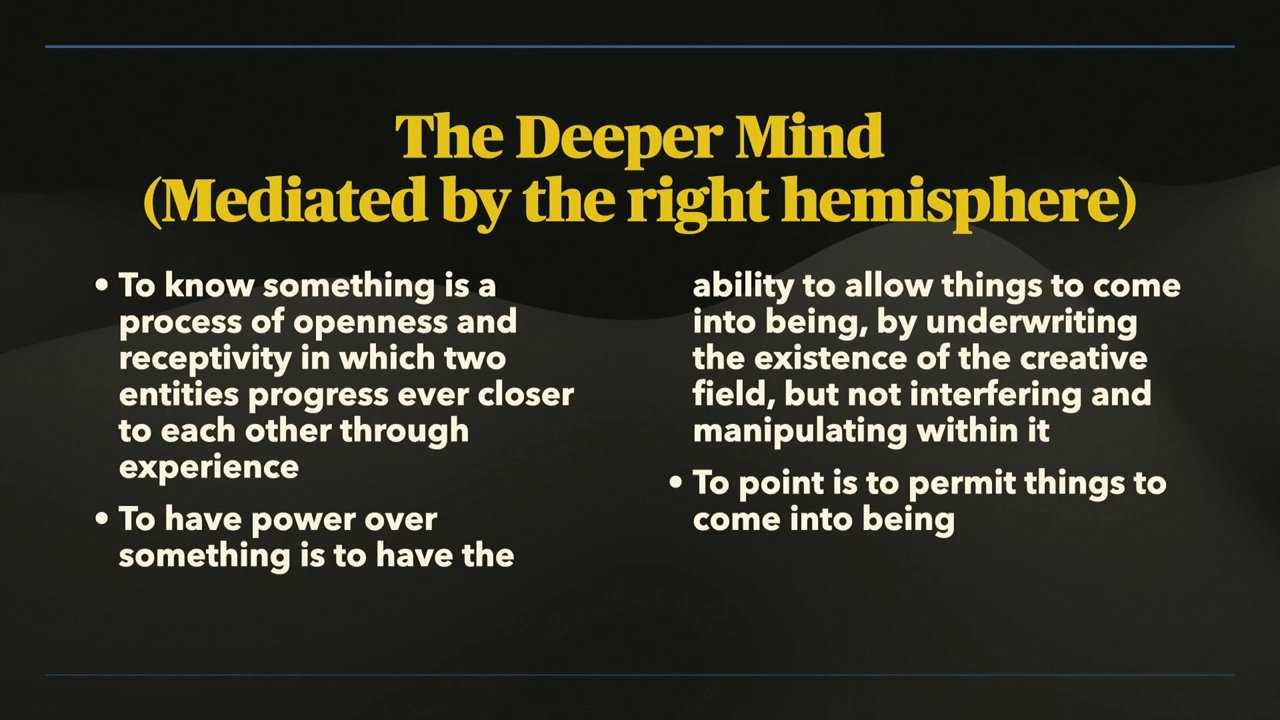 The Deeper Mind
(Mediated by the right hemisphere)
• To know something is a
process of openness and
receptivity in which two
entities progress ever closer
to each other through
experience
• To have power over
something is to have the
ability to allow things to come
into being, by underwriting
the existence of the creative
field, but not interfering and
manipulating within it
• To point is to permit things to
come into being